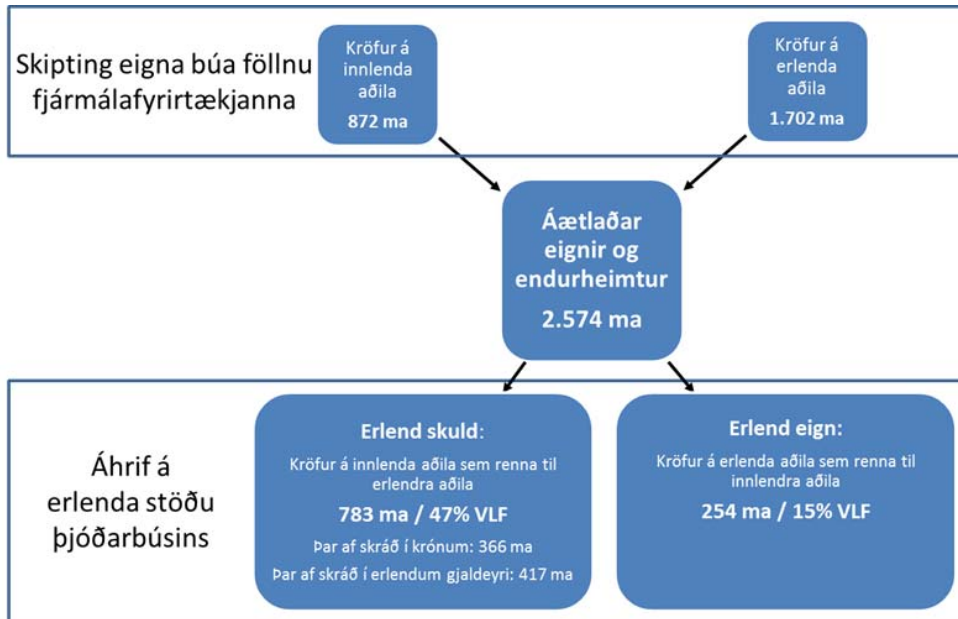 Skipting eigna búa föllnu
fjármálafyrirtækjanna
Kröfur á
innlenda
aðila
872 ma
Kröfur á
erlenda
aðila
1.702 ma
Áætlaðar
eignir og
endurheimtur
2.574 ma
Áhrif á
erlenda stöðu
þjóðarbúsins
Erlend skuld:
Kröfur á innlenda aðila sem renna til
erlendra aðila
783 ma / 47% VLF
Þar af skráð í krónum: 366 ma
Þar af skráð í erlendum gjaldeyri: 417 ma
Erlend eign:
Kröfur á erlenda aðila sem renna til
innlendra aðila
254 ma / 15% VLF